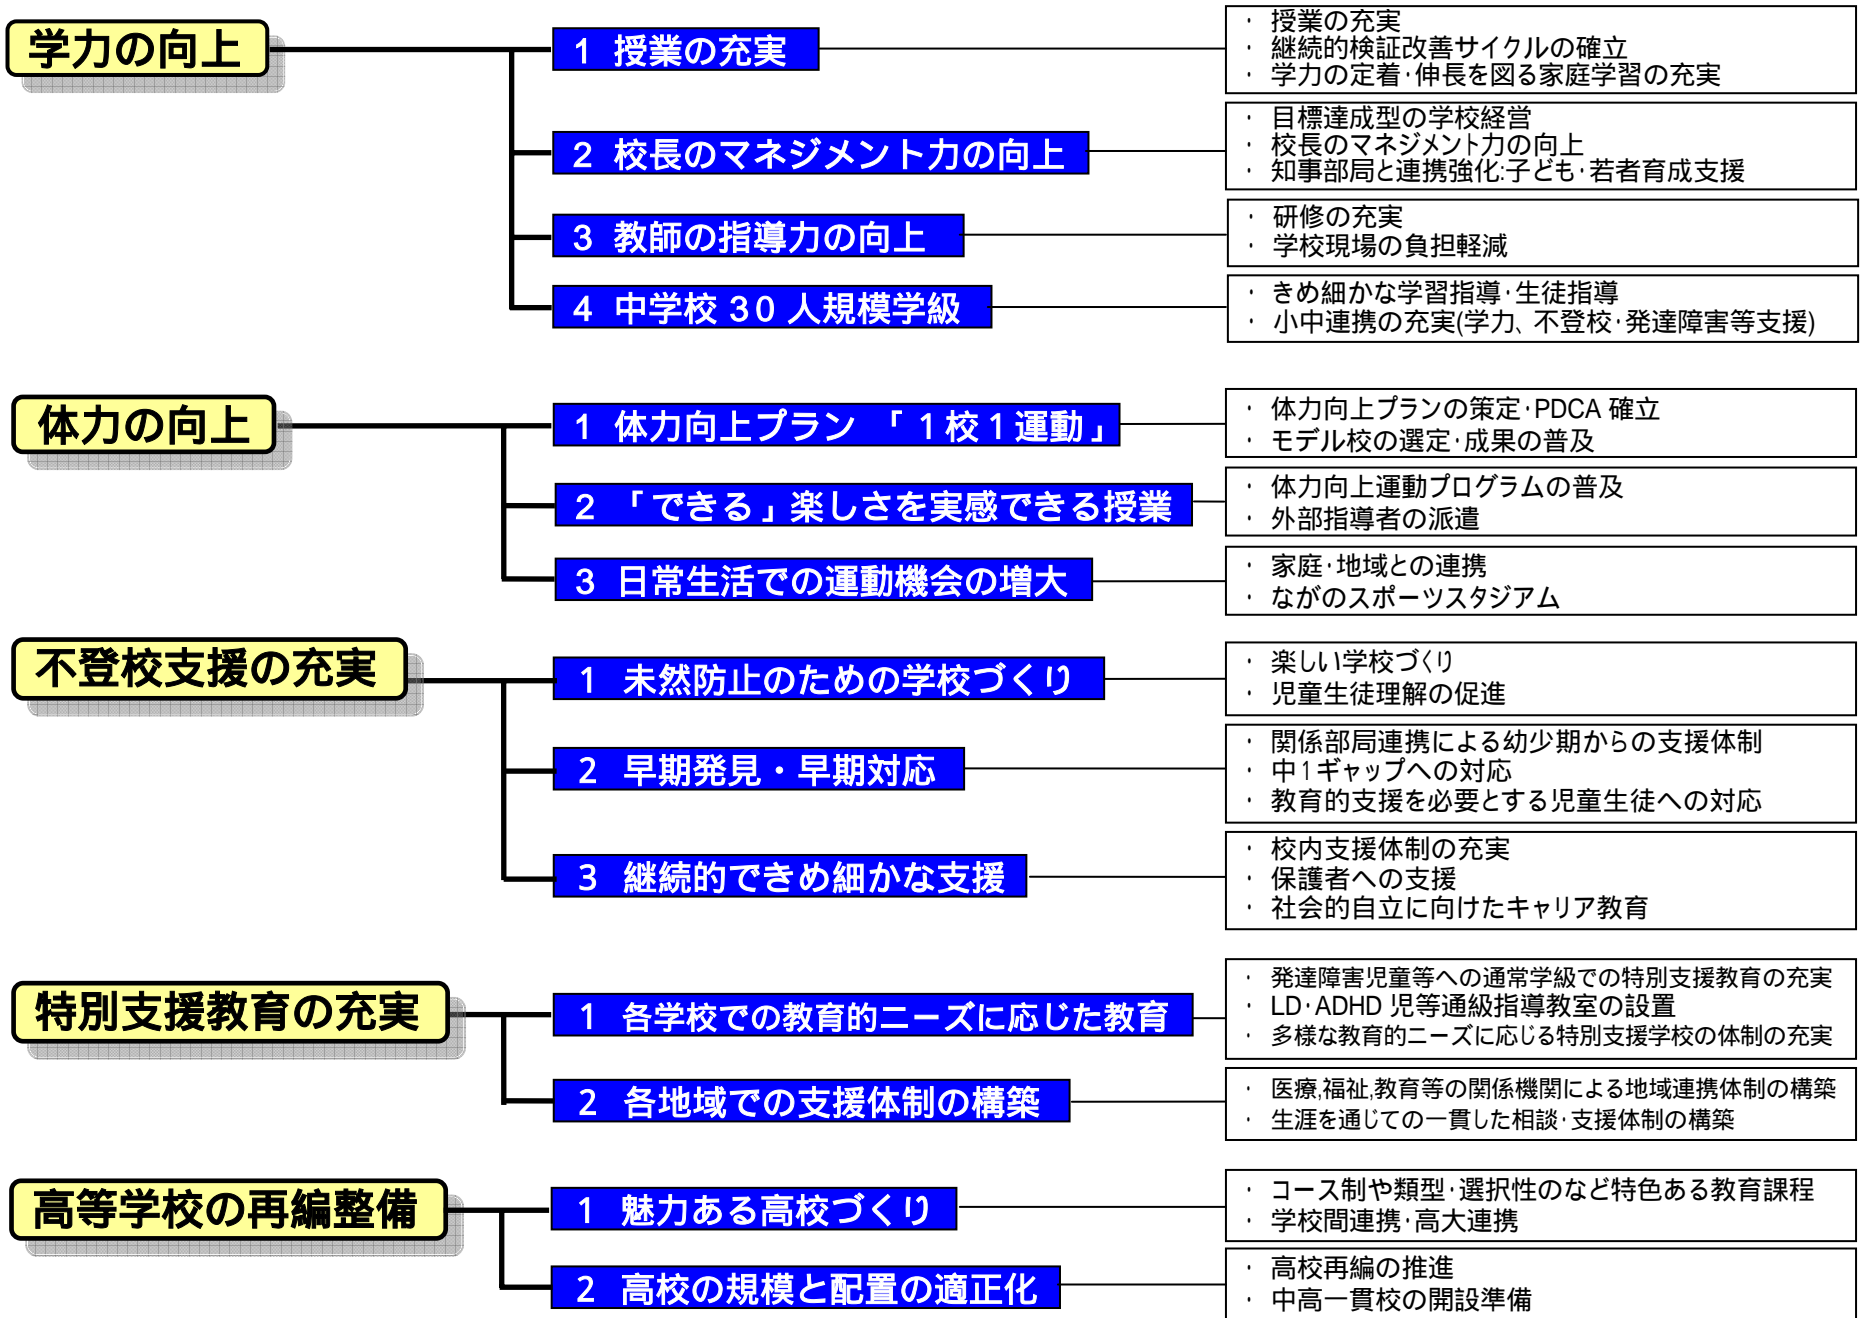 学力の向上
1 授業の充実
・ 授業の充実
・ 継続的検証改善サイクルの確立
・ 学力の定着・伸長を図る家庭学習の充実
2 校長のマネジメント力の向上
・ 目標達成型の学校経営
・ 校長のマネジメント力の向上
・ 知事部局と連携強化:子ども・若者育成支援
3 教師の指導力の向上
・ 研修の充実
・ 学校現場の負担軽減
4 中学校 30 人規模学級
・ きめ細かな学習指導・生徒指導
・ 小中連携の充実(学力、不登校・発達障害等支援)
体力の向上
1 体力向上プラン 「1校1運動」
・ 体力向上プランの策定・PDCA 確立
・ モデル校の選定・成果の普及
2 「できる」楽しさを実感できる授業
・ 体力向上運動プログラムの普及
・ 外部指導者の派遣
3 日常生活での運動機会の増大
・ 家庭・地域との連携
・ ながのスポーツスタジアム
不登校支援の充実
1 未然防止のための学校づくり
・ 楽しい学校づくり
・ 児童生徒理解の促進
2 早期発見・早期対応
・ 関係部局連携による幼少期からの支援体制
・ 中1ギャップへの対応
・ 教育的支援を必要とする児童生徒への対応
3 継続的できめ細かな支援
・ 校内支援体制の充実
・ 保護者への支援
・ 社会的自立に向けたキャリア教育
特別支援教育の充実
1 各学校での教育的ニーズに応じた教育
・ 発達障害児童等への通常学級での特別支援教育の充実
・ LD・ADHD 児等通級指導教室の設置
・ 多様な教育的ニーズに応じる特別支援学校の体制の充実
2 各地域での支援体制の構築
・ 医療,福祉,教育等の関係機関による地域連携体制の構築
・ 生涯を通じての一貫した相談・支援体制の構築
高等学校の再編整備
1 魅力ある高校づくり
・ コース制や類型・選択性のなど特色ある教育課程
・ 学校間連携・高大連携
2 高校の規模と配置の適正化
・ 高校再編の推進
・ 中高一貫校の開設準備